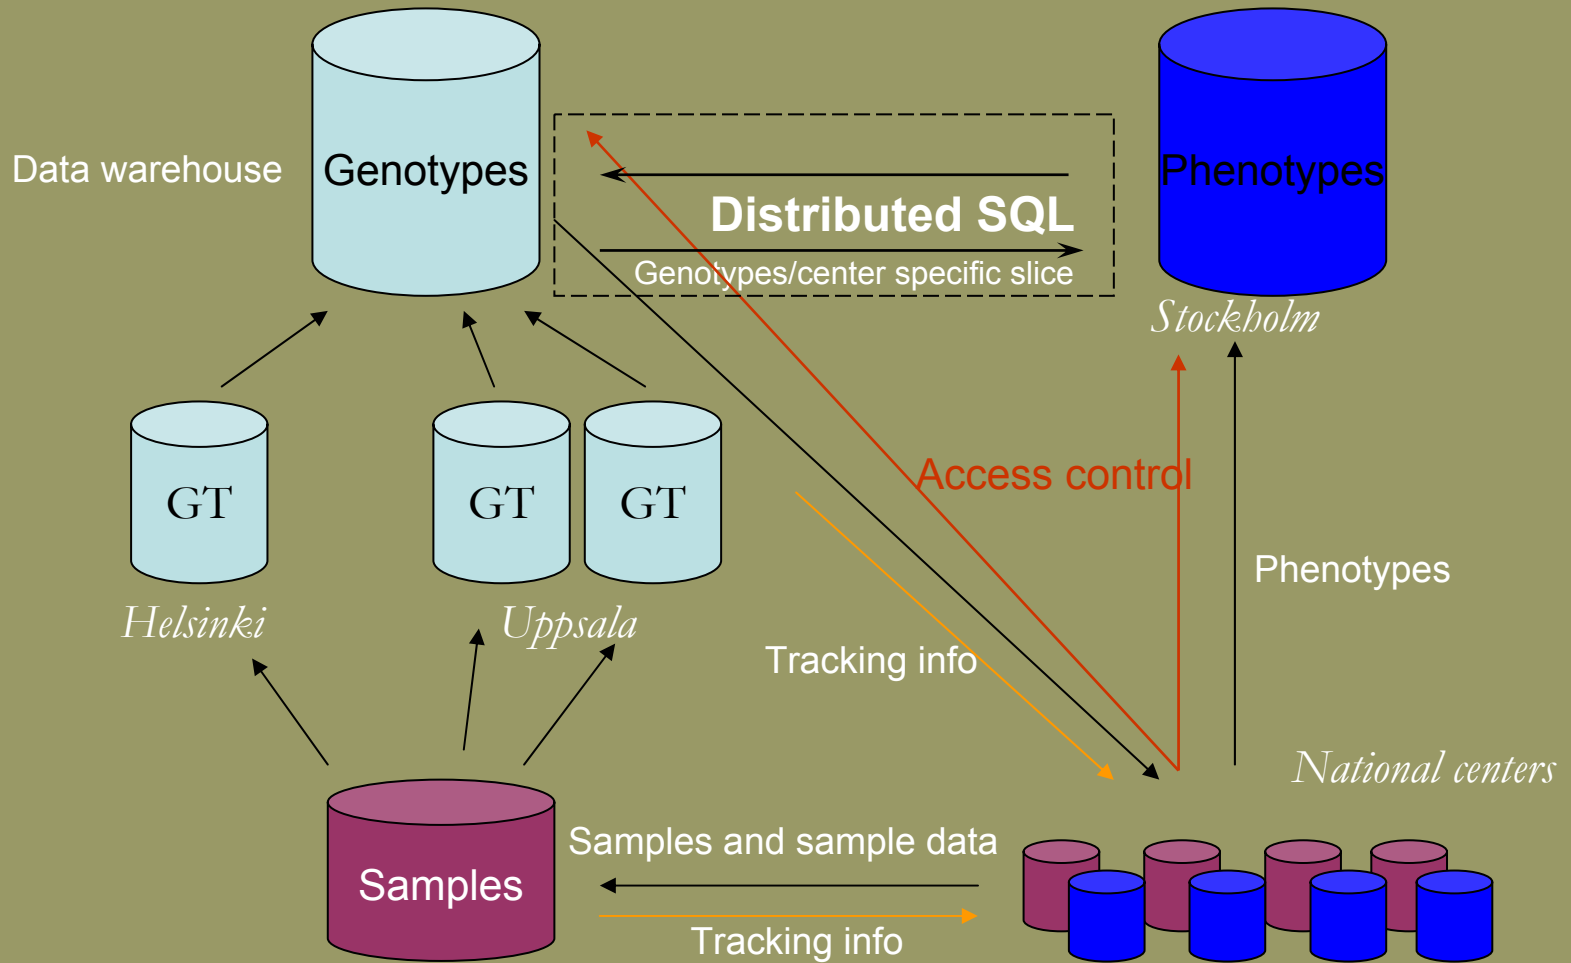 Data warehouse
Genotypes
Distributed SQL
Genotypes/center specific slice
Phenotypes
Stockholm
GT
GT
GT
Access control
Helsinki
Uppsala
Phenotypes
Tracking info
National centers
Samples and sample data
Samples
Tracking info